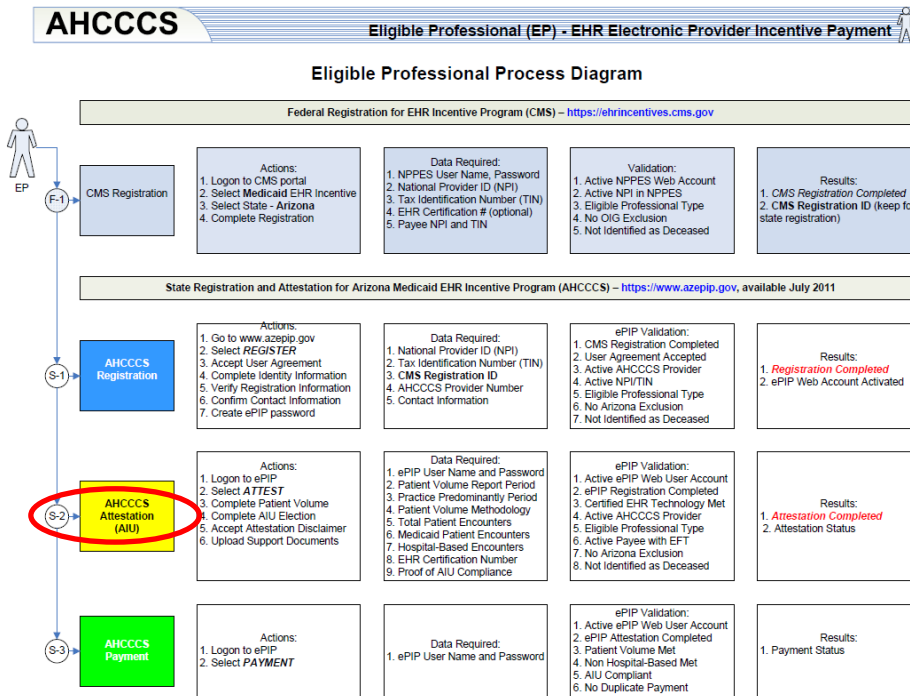 AHCCCS
Eligible Professional (EP) - EHR Electronic Provider Incentive Payment
Eligible Professional Process Diagram
Federal Registration for EHR Incentive Program (CMS) – https://ehrincentives.cms.gov
EP
F-1
CMS Registration
Actions:
1. Logon to CMS portal
2. Select Medicaid EHR Incentive
3. Select State - Arizona
4. Complete Registration
Data Required:
1. NPPES User Name, Password
2. National Provider ID (NPI)
3. Tax Identification Number (TIN)
4. EHR Certification # (optional)
5. Payee NPI and TIN
Validation:
1. Active NPPES Web Account
2. Active NPI in NPPES
3. Eligible Professional Type
4. No OIG Exclusion
5. Not Identified as Deceased
Results:
1. CMS Registration Completed
2. CMS Registration ID (keep fo
state registration)
State Registration and Attestation for Arizona Medicaid EHR Incentive Program (AHCCCS) – https://www.azepip.gov, available July 2011
S-1
AHCCCS
Registration
Actions:
1. Go to www.azepip.gov
2. Select REGISTER
3. Accept User Agreement
4. Complete Identity Information
5. Verify Registration Information
6. Confirm Contact Information
7. Create ePIP password
Data Required:
1. National Provider ID (NPI)
2. Tax Identification Number (TIN)
3. CMS Registration ID
4. AHCCCS Provider Number
5. Contact Information
ePIP Validation:
1. CMS Registration Completed
2. User Agreement Accepted
3. Active AHCCCS Provider
4. Active NPI/TIN
5. Eligible Professional Type
6. No Arizona Exclusion
7. Not Identified as Deceased
Results:
1. Registration Completed
2. ePIP Web Account Activated
S-2
AHCCCS
Attestation
(AIU)
Actions:
1. Logon to ePIP
2. Select ATTEST
3. Complete Patient Volume
4. Complete AIU Election
5. Accept Attestation Disclaimer
6. Upload Support Documents
Data Required:
1. ePIP User Name and Password
2. Patient Volume Report Period
3. Practice Predominantly Period
4. Patient Volume Methodology
5. Total Patient Encounters
6. Medicaid Patient Encounters
7. Hospital-Based Encounters
8. EHR Certification Number
9. Proof of AIU Compliance
ePIP Validation:
1. Active ePIP Web User Account
2. ePIP Registration Completed
3. Certified EHR Technology Met
4. Active AHCCCS Provider
5. Eligible Professional Type
6. Active Payee with EFT
7. No Arizona Exclusion
8. Not Identified as Deceased
Results:
1. Attestation Completed
2. Attestation Status
S-3
AHCCCS
Payment
Actions:
1. Logon to ePIP
2. Select PAYMENT
Data Required:
1. ePIP User Name and Password
ePIP Validation:
1. Active ePIP Web User Account
2. ePIP Attestation Completed
3. Patient Volume Met
4. Non Hospital-Based Met
5. AIU Compliant
6. No Duplicate Payment
Results:
1. Payment Status